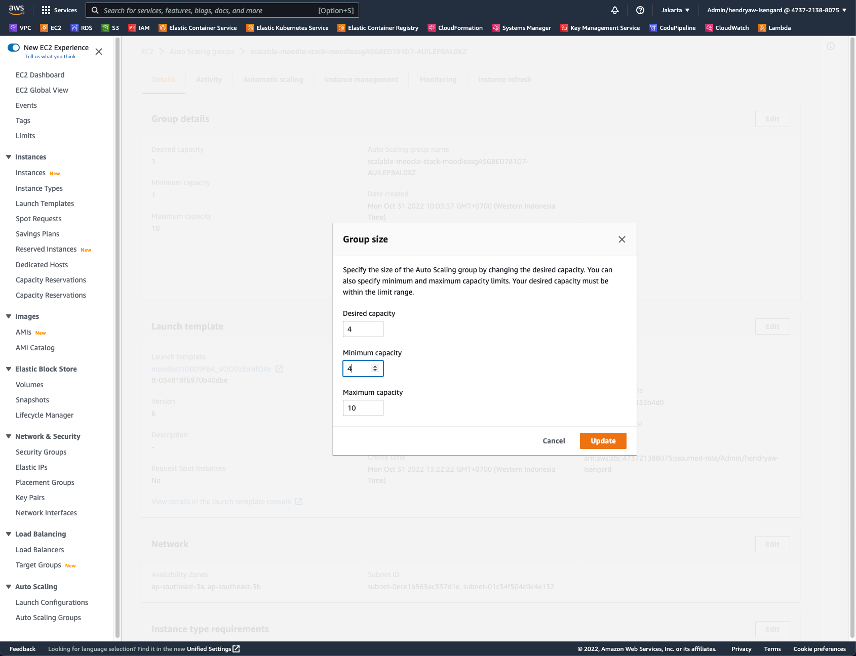 aws
Services
Search for services, features, blogs, docs, and more
[Option+S]
Jakarta
Admin/hendryaw-Isengard @ 4737-2138-8075
VPC
EC2
RDS
S3
IAM
Elastic Container Service
Elastic Kubernetes Service
Elastic Container Registry
CloudFormation
Systems Manager
Key Management Service
CodePipeline
CloudWatch
Lambda
New EC2 Experience
Tell us what you think
EC2 Dashboard
EC2 Global View
Events
Tags
Limits
Instances
Instances New
Instance Types
Launch Templates
Spot Requests
Savings Plans
Reserved Instances New
Dedicated Hosts
Capacity Reservations
Capacity Reservations
Images
AMIs New
AMI Catalog
Elastic Block Store
Volumes
Snapshots
Lifecycle Manager
Network & Security
Security Groups
Elastic IPs
Placement Groups
Key Pairs
Network Interfaces
Load Balancing
Load Balancers
Target Groups New
Auto Scaling
Launch Configurations
Auto Scaling Groups
EC2
Auto Scaling groups
Details
Activity
Automatic scaling
Instance management
Monitoring
Instance refresh
Group details
Edit
Desired capacity
1
Minimum capacity
1
Maximum capacity
10
Auto Scaling group name
Date created
Mon Oct 31 2022 10:03:57 GMT+0700 (Western Indonesia
Time)
Group size
Specify the size of the Auto Scaling group by changing the desired capacity. You can
also specify minimum and maximum capacity limits. Your desired capacity must be
within the limit range.
Desired capacity
4
Minimum capacity
4
Maximum capacity
10
Cancel
Update
Launch template
Edit
Launch template
Version
6
Description
-
Request Spot Instances
No
Mon Oct 31 2022 13:22:22 GMT+0700 (Western Indonesia
Time)
View details in the launch template console
Network
Edit
Availability Zones
Subnet ID
Instance type requirements
Edit
Feedback
Looking for language selection? Find it in the new Unified Settings
© 2022, Amazon Web Services, Inc. or its affiliates.
Privacy
Terms
Cookie preferences